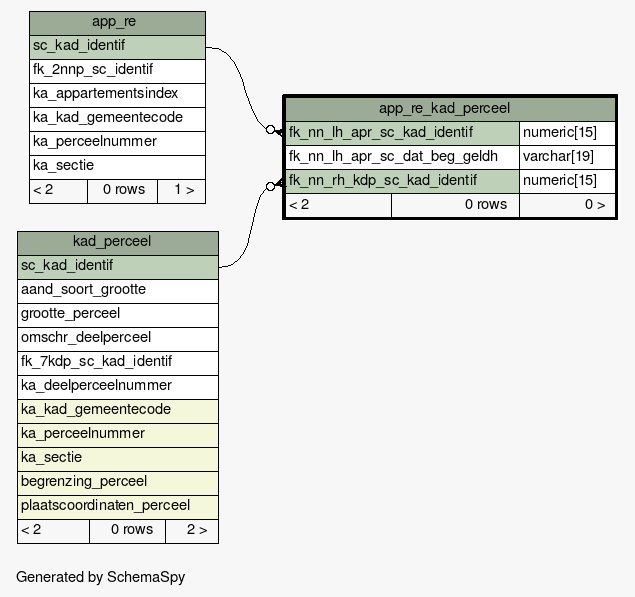 app_re
sc_kad_identif
fk_2nnp_sc_identif
ka_appartementsindex
ka_kad_gemeentecode
ka_perceelnummer
ka_sectie
< 2 0 rows 1 >
app_re_kad_perceel
fk_nn_lh_apr_sc_kad_identif numeric[15]
fk_nn_lh_apr_sc_dat_beg_geldh varchar[19]
fk_nn_rh_kdp_sc_kad_identif numeric[15]
< 2 0 rows 0 >
kad_perceel
sc_kad_identif
aand_soort_grootte
grootte_perceel
omschr_deelperceel
fk_7kdp_sc_kad_identif
ka_deelperceelnummer
ka_kad_gemeentecode
ka_perceelnummer
ka_sectie
begrenzing_perceel
plaatscoordinaten_perceel
< 2 0 rows 2 >
Generated by SchemaSpy